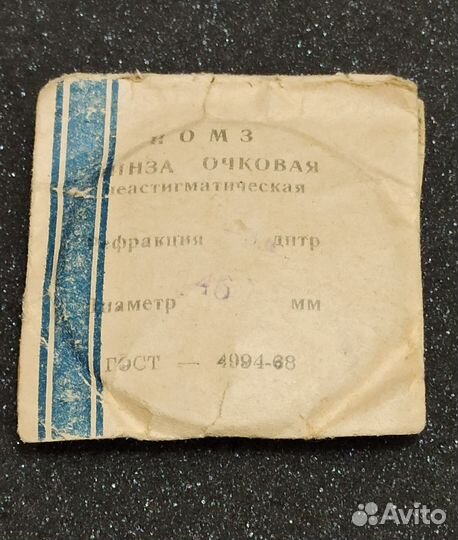 КОМЗ
ЛИНЗА ОЧКОВАЯ
неастигматическая
рефракция дптр
диаметр 46 мм
ГОСТ — 4994-68
Avito